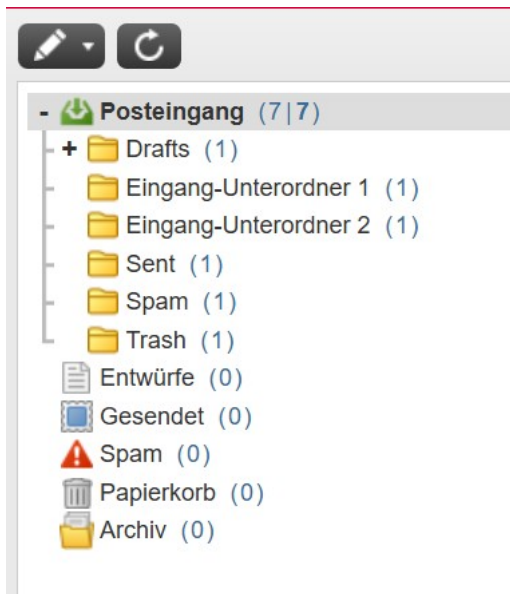 - Posteingang (7|7)
+ Drafts (1)
Eingang-Unterordner 1 (1)
Eingang-Unterordner 2 (1)
Sent (1)
Spam (1)
Trash (1)
Entwürfe (0)
Gesendet (0)
Spam (0)
Papierkorb (0)
Archiv (0)